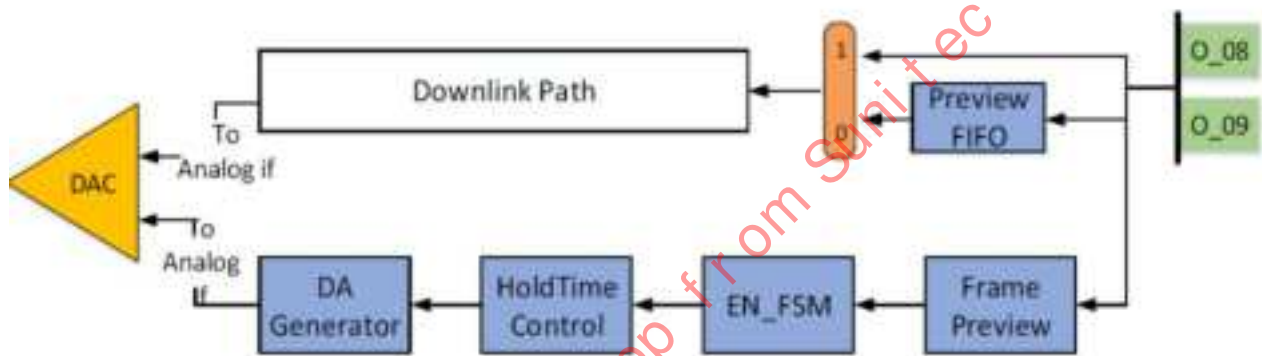 O_08
1
Downlink Path
Preview
FIFO
0
O_09
To
Analog if
DAC
To
Analog
If
DA
Generator
HoldTime
Control
EN_FSM
Frame
Preview